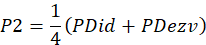 P2 = 1/4 (PDid + PDezv)